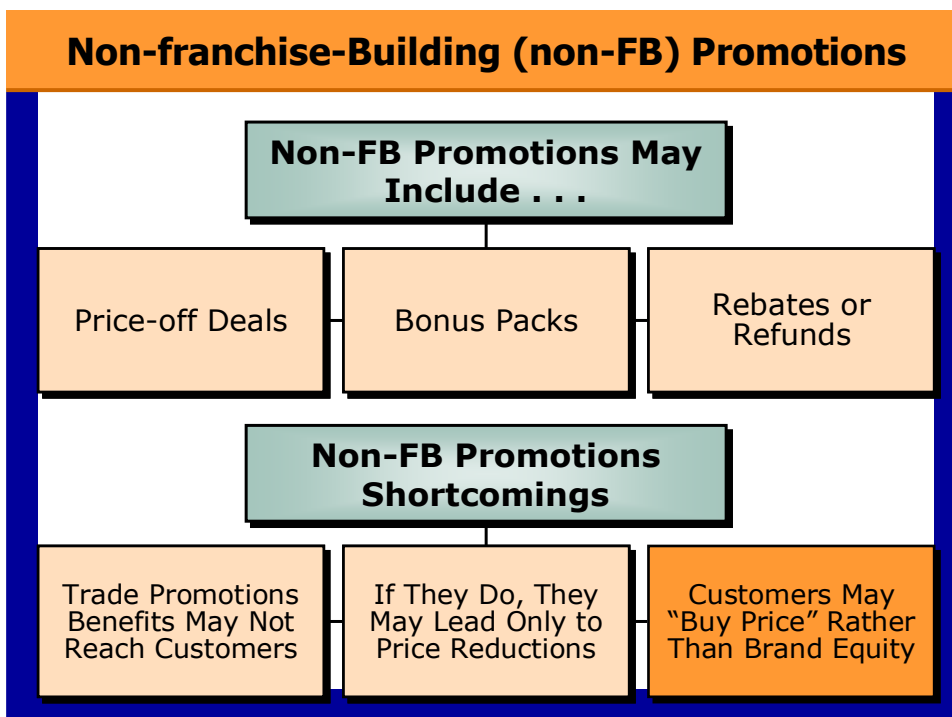 Non-franchise-Building (non-FB) Promotions
Non-FB Promotions May
Include . . .
Price-off Deals
Bonus Packs
Rebates or
Refunds
Non-FB Promotions
Shortcomings
Trade Promotions
Benefits May Not
Reach Customers
If They Do, They
May Lead Only to
Price Reductions
Customers May
“Buy Price” Rather
Than Brand Equity